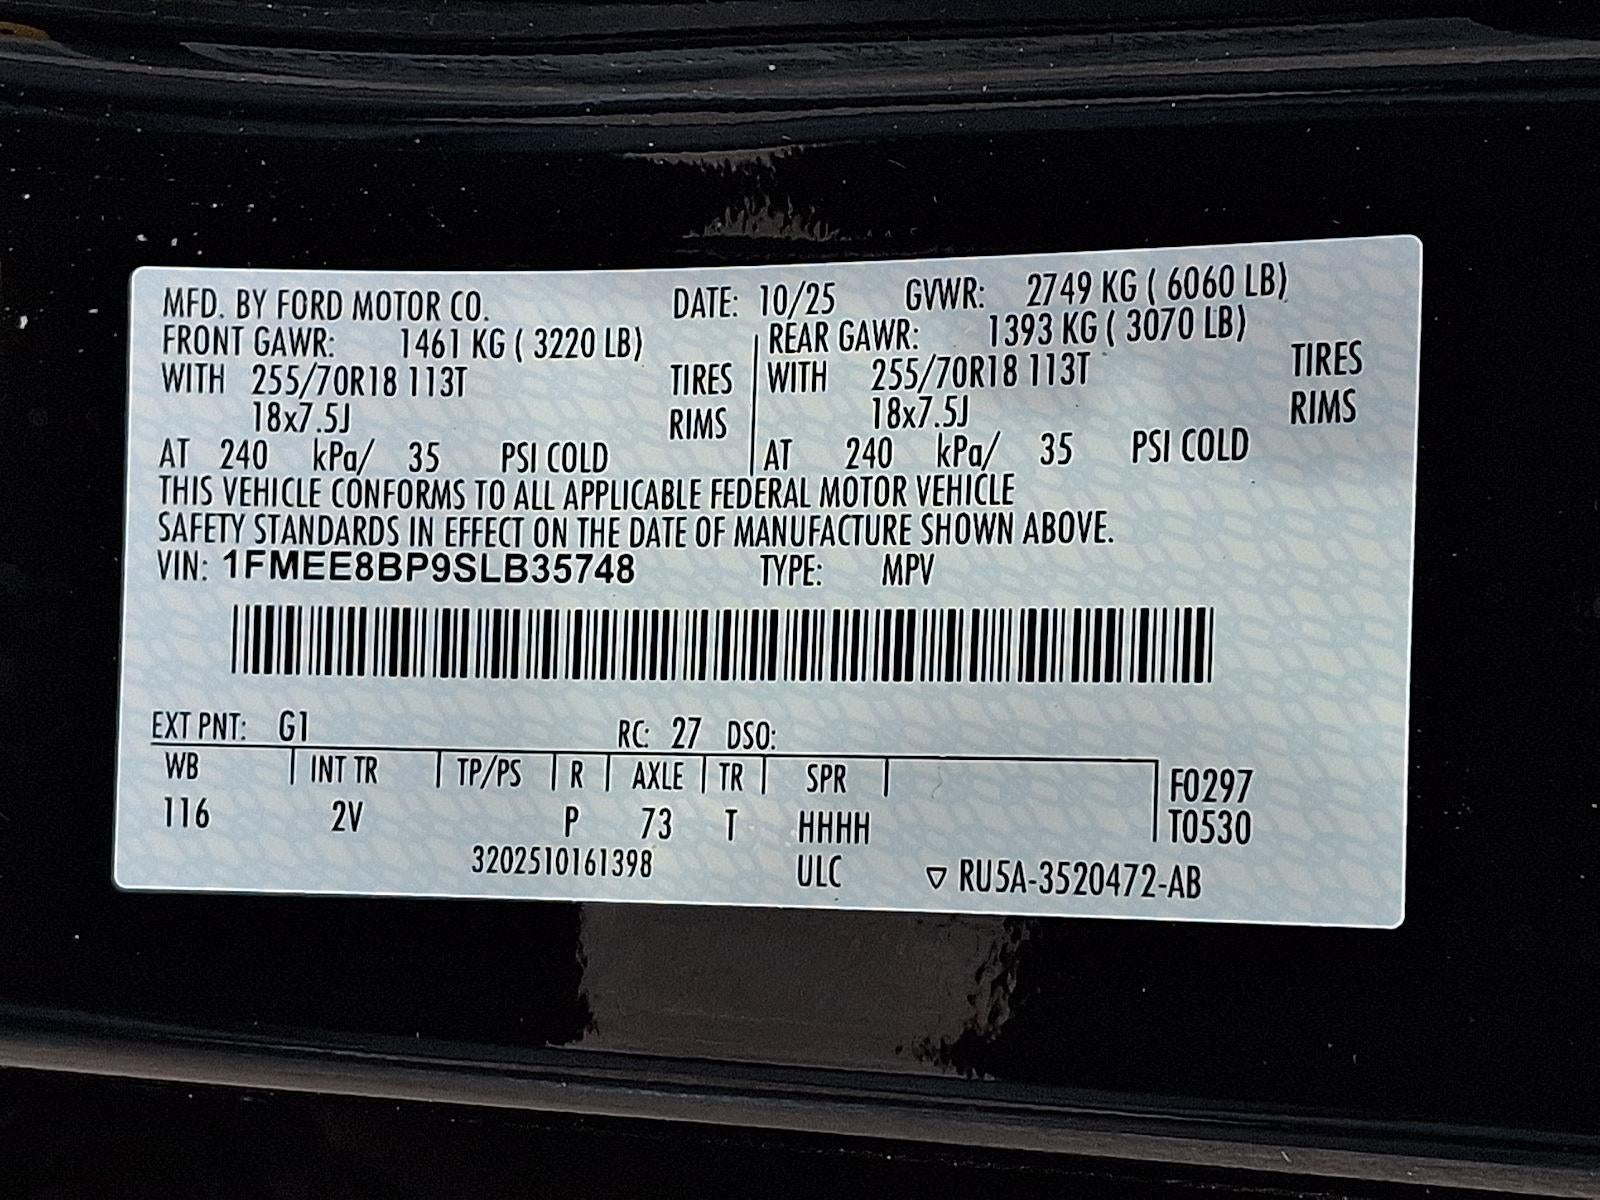 MFD. BY FORD MOTOR CO. DATE: 10/25 GVWR: 2749 KG ( 6060 LB)
FRONT GAWR: 1461 KG ( 3220 LB) REAR GAWR: 1393 KG ( 3070 LB)
WITH 255/70R18 113T TIRES WITH 255/70R18 113T TIRES
18x7.5J RIMS 18x7.5J RIMS
AT 240 kPa/ 35 PSI COLD AT 240 kPa/ 35 PSI COLD
THIS VEHICLE CONFORMS TO ALL APPLICABLE FEDERAL MOTOR VEHICLE
SAFETY STANDARDS IN EFFECT ON THE DATE OF MANUFACTURE SHOWN ABOVE.
VIN: 1FMEE8BP9SLB35748 TYPE: MPV
EXT PNT: G1 RC: 27 DSO:
WB INT TR TP/PS R AXLE TR SPR F0297
116 2V P 73 T HHHH T0530
3202510161398 ULC ▽ RU5A-3520472-AB